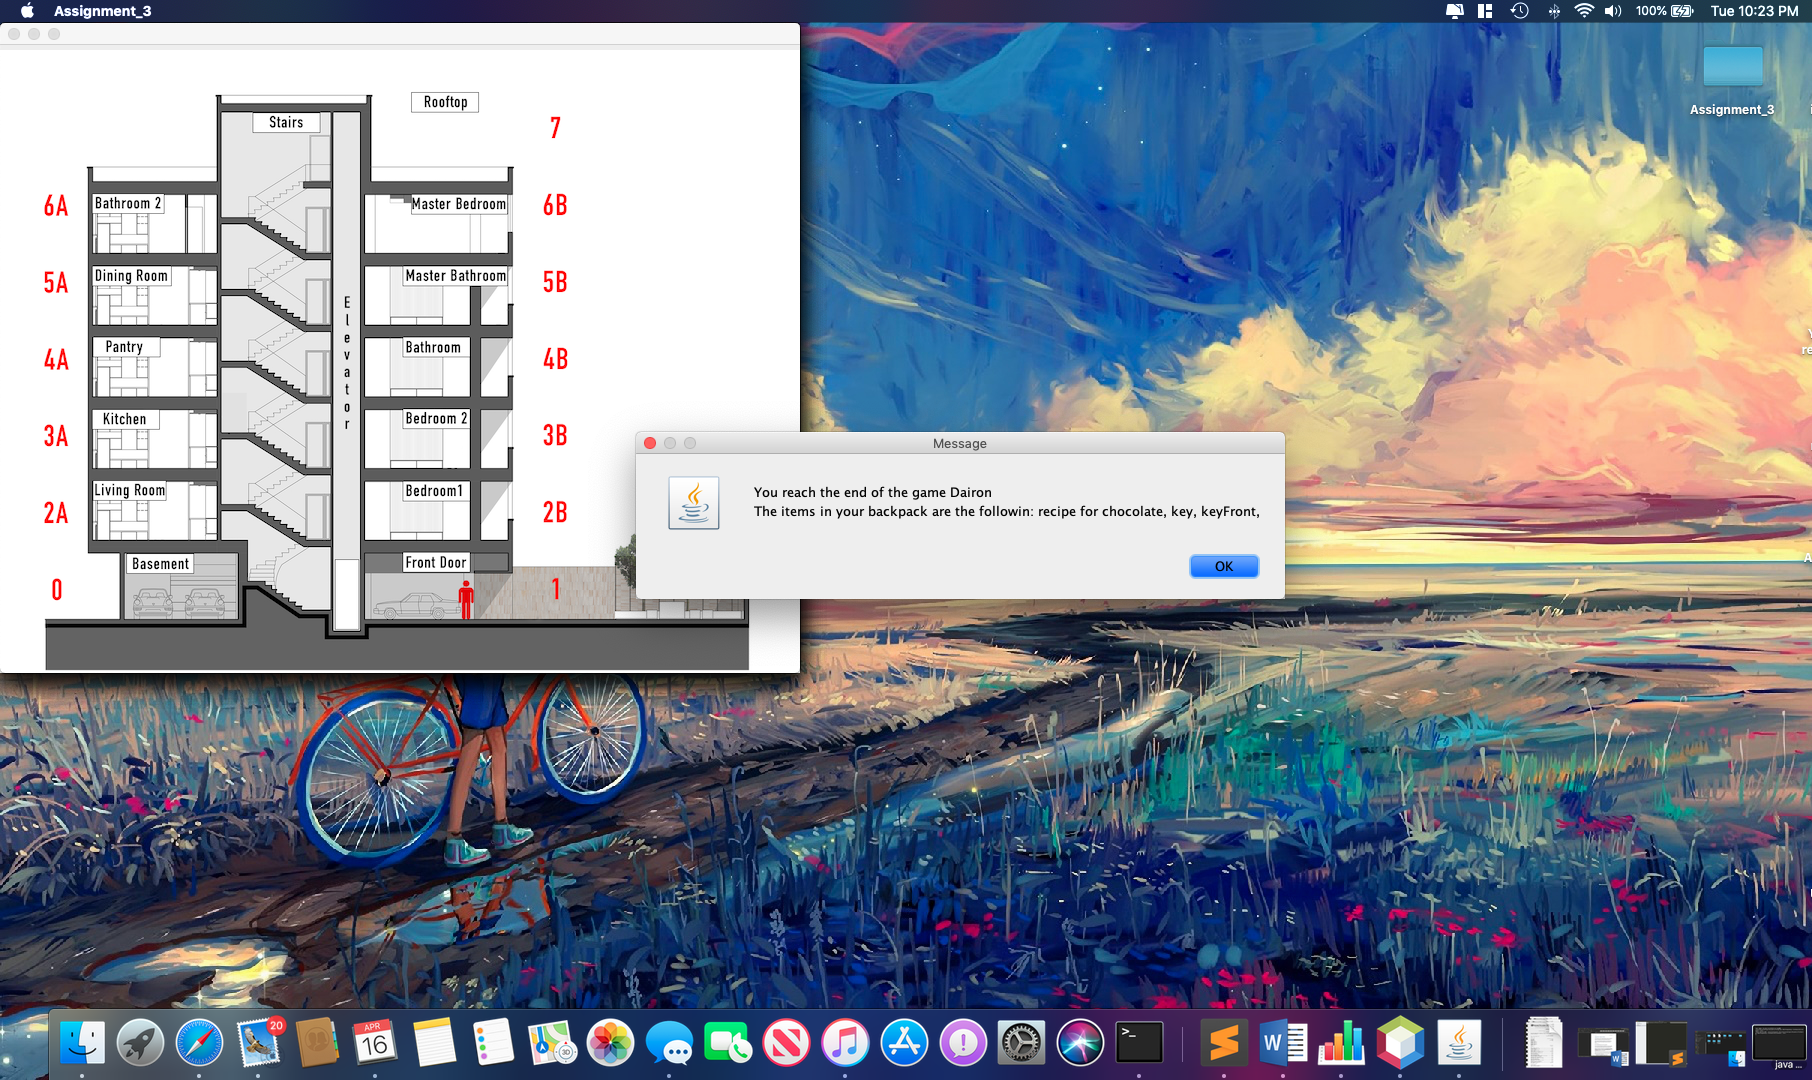 Assignment_3
100%
Tue 10:23 PM
Assignment_3
Rooftop
Stairs
7
6A
Bathroom 2
Master Bedroom
6B
5A
Dining Room
Master Bathroom
5B
Elevator
4A
Pantry
Bathroom
4B
3A
Kitchen
Bedroom 2
3B
2A
Living Room
Bedroom1
2B
0
Basement
Front Door
1
Message
You reach the end of the game Dairon
The items in your backpack are the followin: recipe for chocolate, key, keyFront,
OK
20
APR
16
3D
>_
W
W
java ...